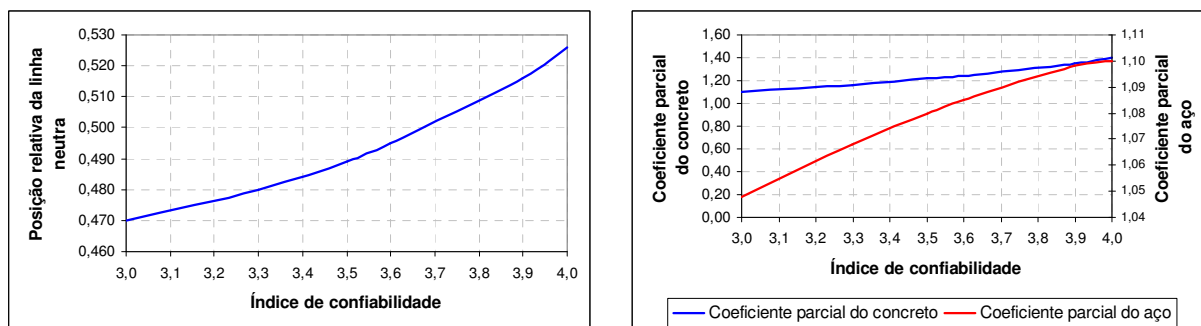 Posição relativa da linha
neutra
0,530
0,520
0,510
0,500
0,490
0,480
0,470
0,460
3,0 3,1 3,2 3,3 3,4 3,5 3,6 3,7 3,8 3,9 4,0
Índice de confiabilidade
Coeficiente parcial
do concreto
1,60
1,40
1,20
1,00
0,80
0,60
0,40
0,20
0,00
1,11
1,10
1,09
1,08
1,07
1,06
1,05
1,04
Coeficiente parcial
do aço
3,0 3,1 3,2 3,3 3,4 3,5 3,6 3,7 3,8 3,9 4,0
Índice de confiabilidade
Coeficiente parcial do concreto
Coeficiente parcial do aço